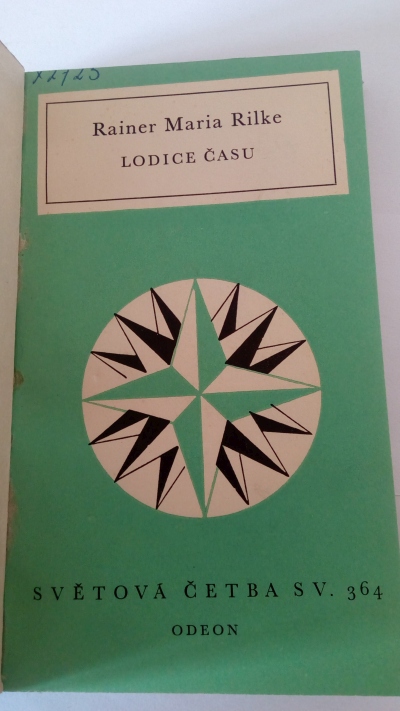 Rainer Maria Rilke
LODICE ČASU
SVĚTOVÁ ČETBA SV. 364
ODEON